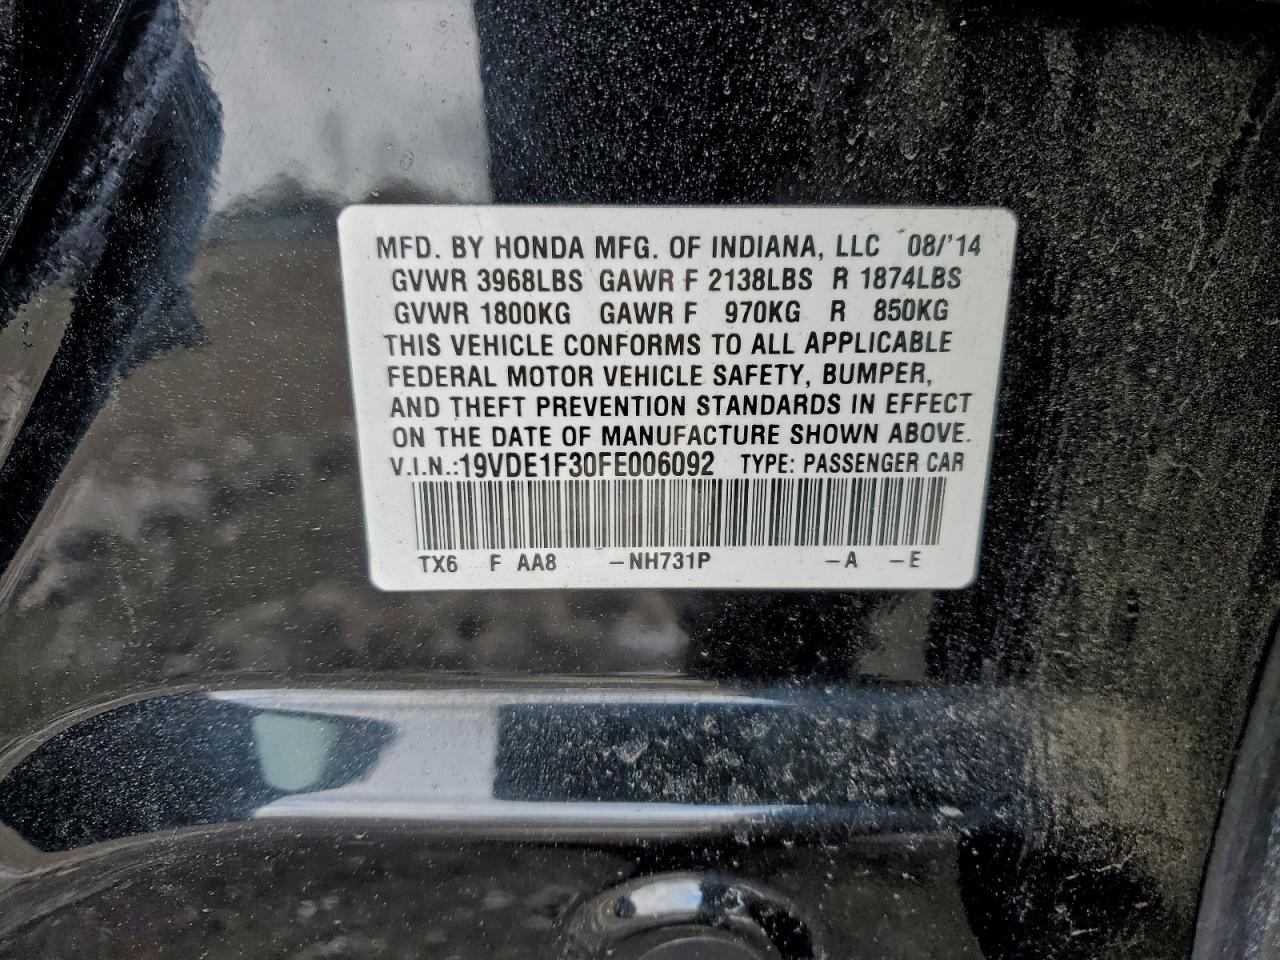 MFD. BY HONDA MFG. OF INDIANA, LLC 08/'14
GVWR 3968LBS GAWR F 2138LBS R 1874LBS
GVWR 1800KG GAWR F 970KG R 850KG
THIS VEHICLE CONFORMS TO ALL APPLICABLE
FEDERAL MOTOR VEHICLE SAFETY, BUMPER,
AND THEFT PREVENTION STANDARDS IN EFFECT
ON THE DATE OF MANUFACTURE SHOWN ABOVE.
V.I.N.:19VDE1F30FE006092 TYPE: PASSENGER CAR
TX6 F AA8 -NH731P -A -E